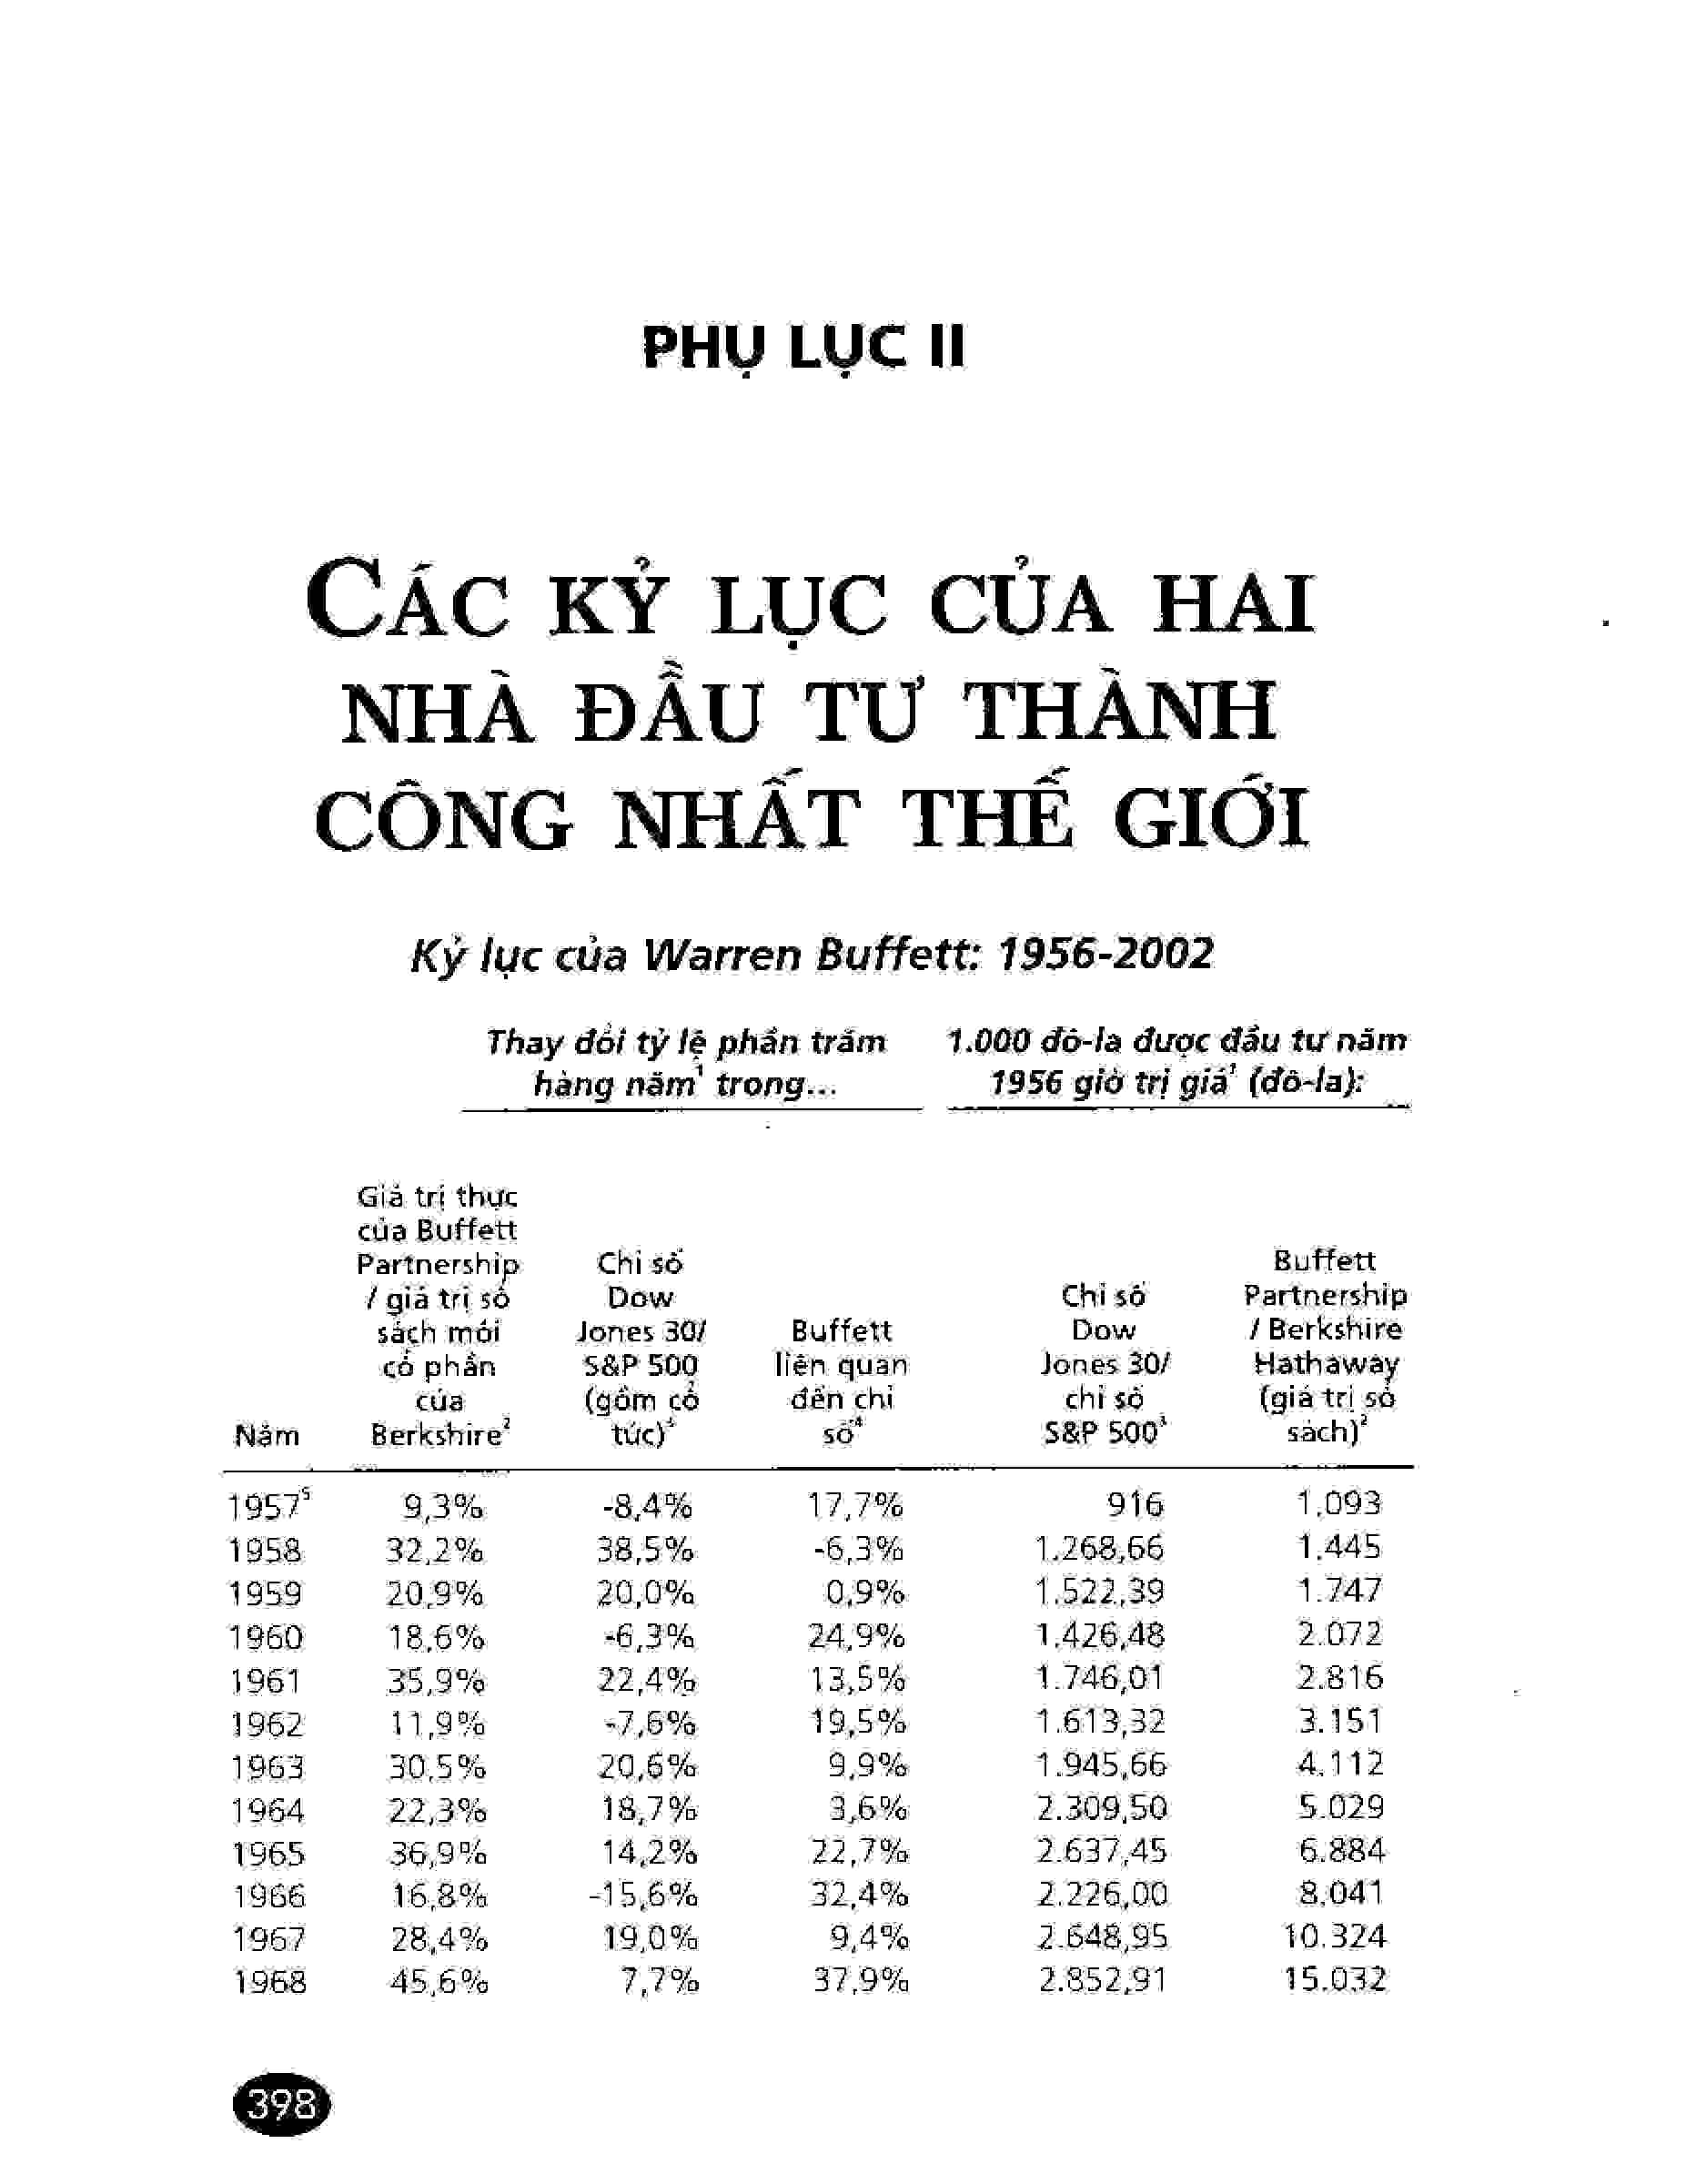 PHỤ LỤC II
CÁC KỶ LỤC CỦA HAI
NHÀ ĐẦU TƯ THÀNH
CÔNG NHẤT THẾ GIỚI
Kỷ lục của Warren Buffett: 1956-2002
Thay đổi tỷ lệ phần trăm
hàng năm¹ trong...
1.000 đô-la được đầu tư năm
1956 giờ trị giá¹ (đô-la):
Giá trị thực
của Buffett
Partnership
/ giá trị sổ
sách mỗi
cổ phần
của
Berkshire²
Chỉ số
Dow
Jones 30/
S&P 500
(gồm cổ
tức)³
Buffett
liên quan
đến chỉ
số⁴
Chỉ số
Dow
Jones 30/
chỉ số
S&P 500³
Buffett
Partnership
/ Berkshire
Hathaway
(giá trị sổ
sách)²
Năm
1957⁵ 9,3% -8,4% 17,7% 916 1.093
1958 32,2% 38,5% -6,3% 1.268,66 1.445
1959 20,9% 20,0% 0,9% 1.522,39 1.747
1960 18,6% -6,3% 24,9% 1.426,48 2.072
1961 35,9% 22,4% 13,5% 1.746,01 2.816
1962 11,9% -7,6% 19,5% 1.613,32 3.151
1963 30,5% 20,6% 9,9% 1.945,66 4.112
1964 22,3% 18,7% 3,6% 2.309,50 5.029
1965 36,9% 14,2% 22,7% 2.637,45 6.884
1966 16,8% -15,6% 32,4% 2.226,00 8.041
1967 28,4% 19,0% 9,4% 2.648,95 10.324
1968 45,6% 7,7% 37,9% 2.852,91 15.032
398